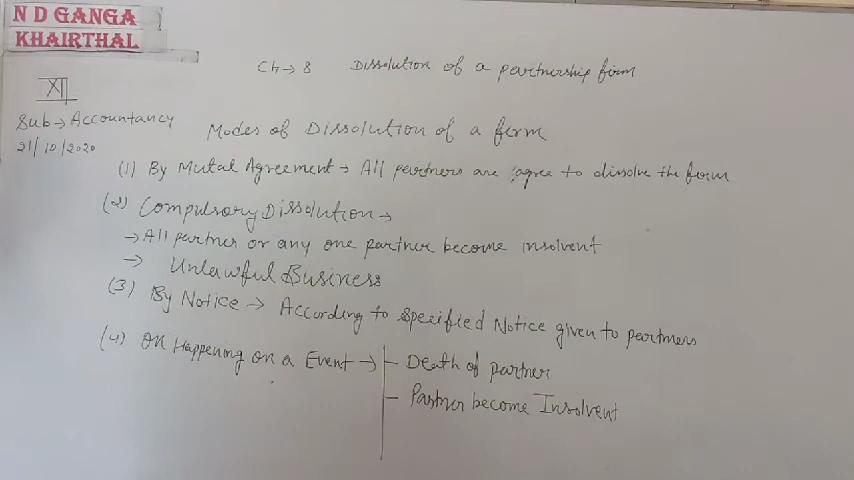 N D GANGA
KHAIRTHAL
Ch → 8 Dissolution of a partnership firm
XII
Sub → Accountancy
21/10/2020
Modes of Dissolution of a firm
(1) By Mutal Agreement → All partners are agree to dissolve the firm
(2) Compulsory Dissolution →
→ All partner or any one partner become insolvent
→ Unlawful Business
(3) By Notice → According to specified Notice given to partners
(4) On Happening on a Event → - Death of partner
- Partner become Insolvent